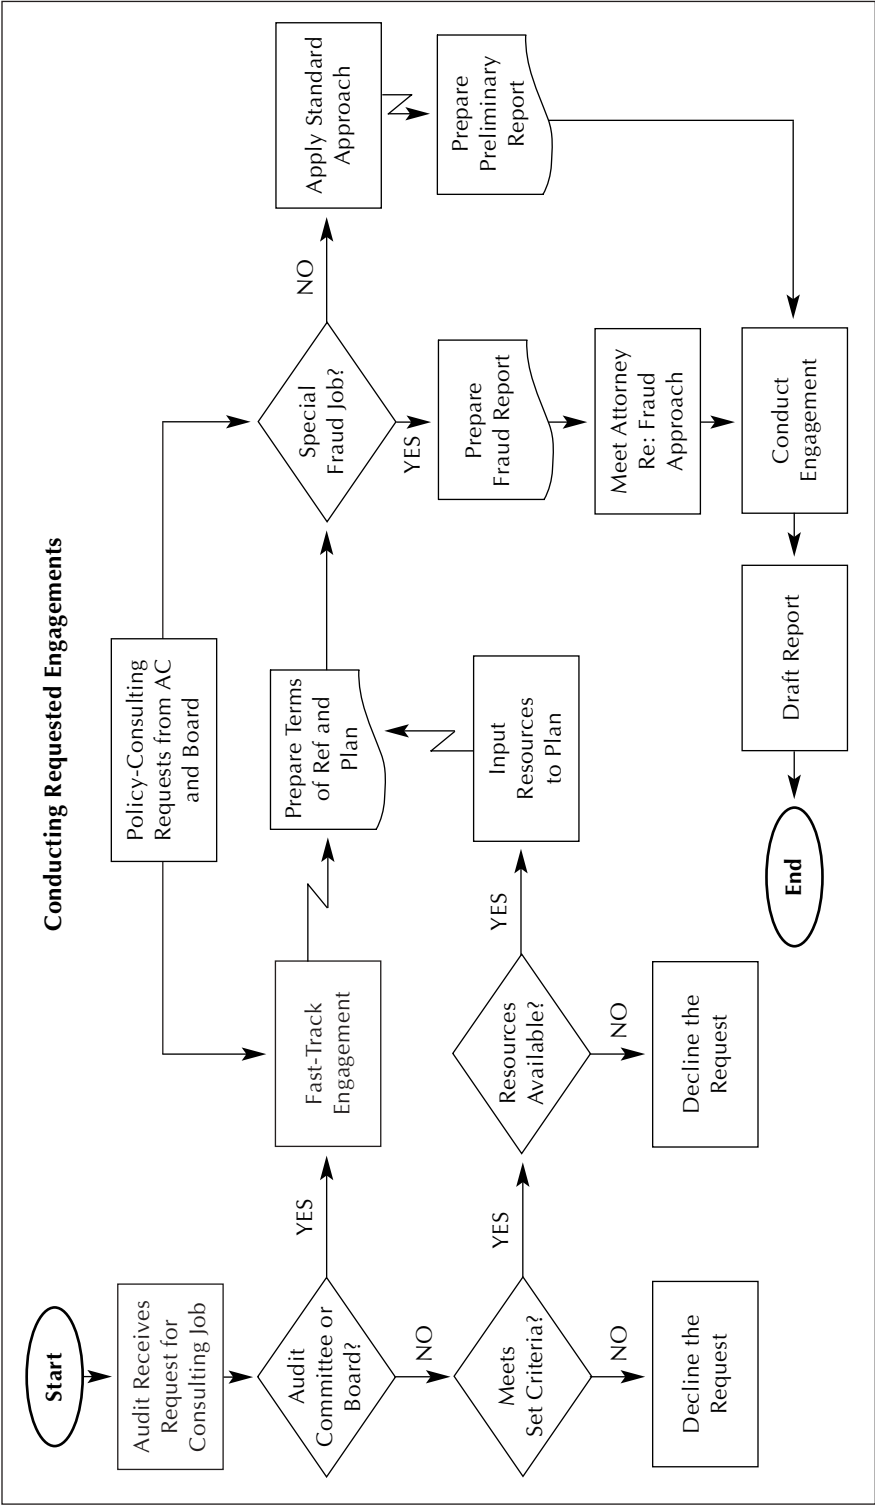 Conducting Requested Engagements
Start
Audit Receives
Request for
Consulting Job
Policy-Consulting
Requests from AC
and Board
Audit
Committee or
Board?
YES
NO
Fast-Track
Engagement
Prepare Terms
of Ref and
Plan
Special
Fraud Job?
NO
YES
Apply Standard
Approach
Prepare
Preliminary
Report
Meets
Set Criteria?
YES
NO
Resources
Available?
YES
NO
Input
Resources
to Plan
Prepare
Fraud Report
Meet Attorney
Re: Fraud
Approach
Decline the
Request
Decline the
Request
Conduct
Engagement
Draft Report
End